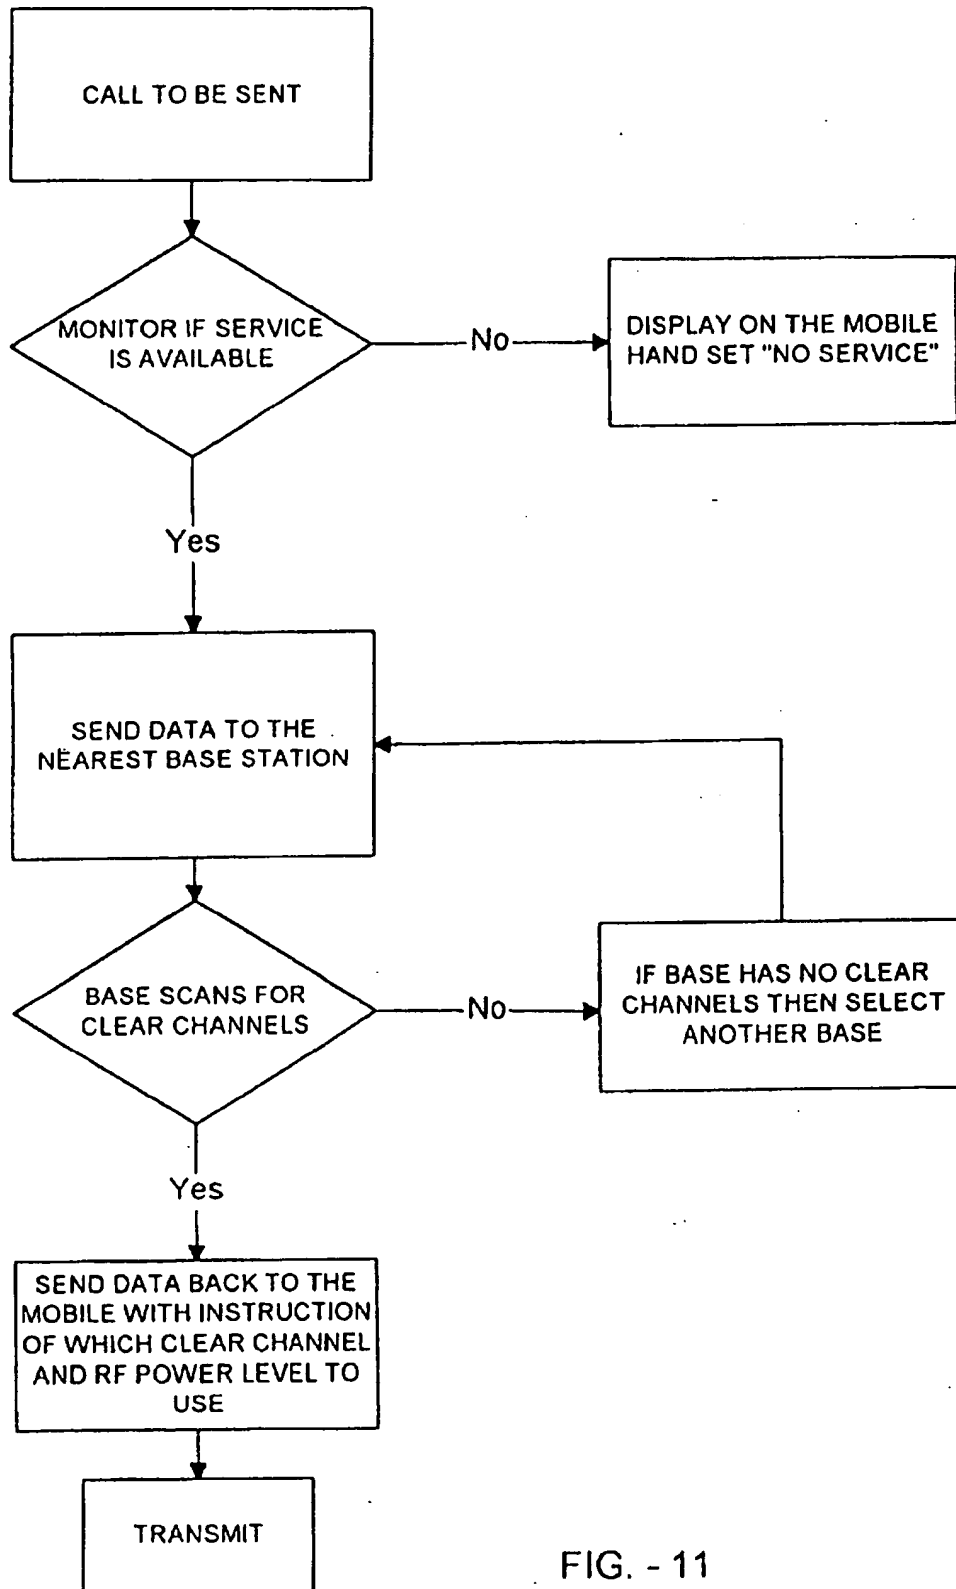 CALL TO BE SENT
MONITOR IF SERVICE
IS AVAILABLE
No
DISPLAY ON THE MOBILE
HAND SET "NO SERVICE"
Yes
SEND DATA TO THE
NEAREST BASE STATION
BASE SCANS FOR
CLEAR CHANNELS
No
IF BASE HAS NO CLEAR
CHANNELS THEN SELECT
ANOTHER BASE
Yes
SEND DATA BACK TO THE
MOBILE WITH INSTRUCTION
OF WHICH CLEAR CHANNEL
AND RF POWER LEVEL TO
USE
TRANSMIT
FIG. - 11